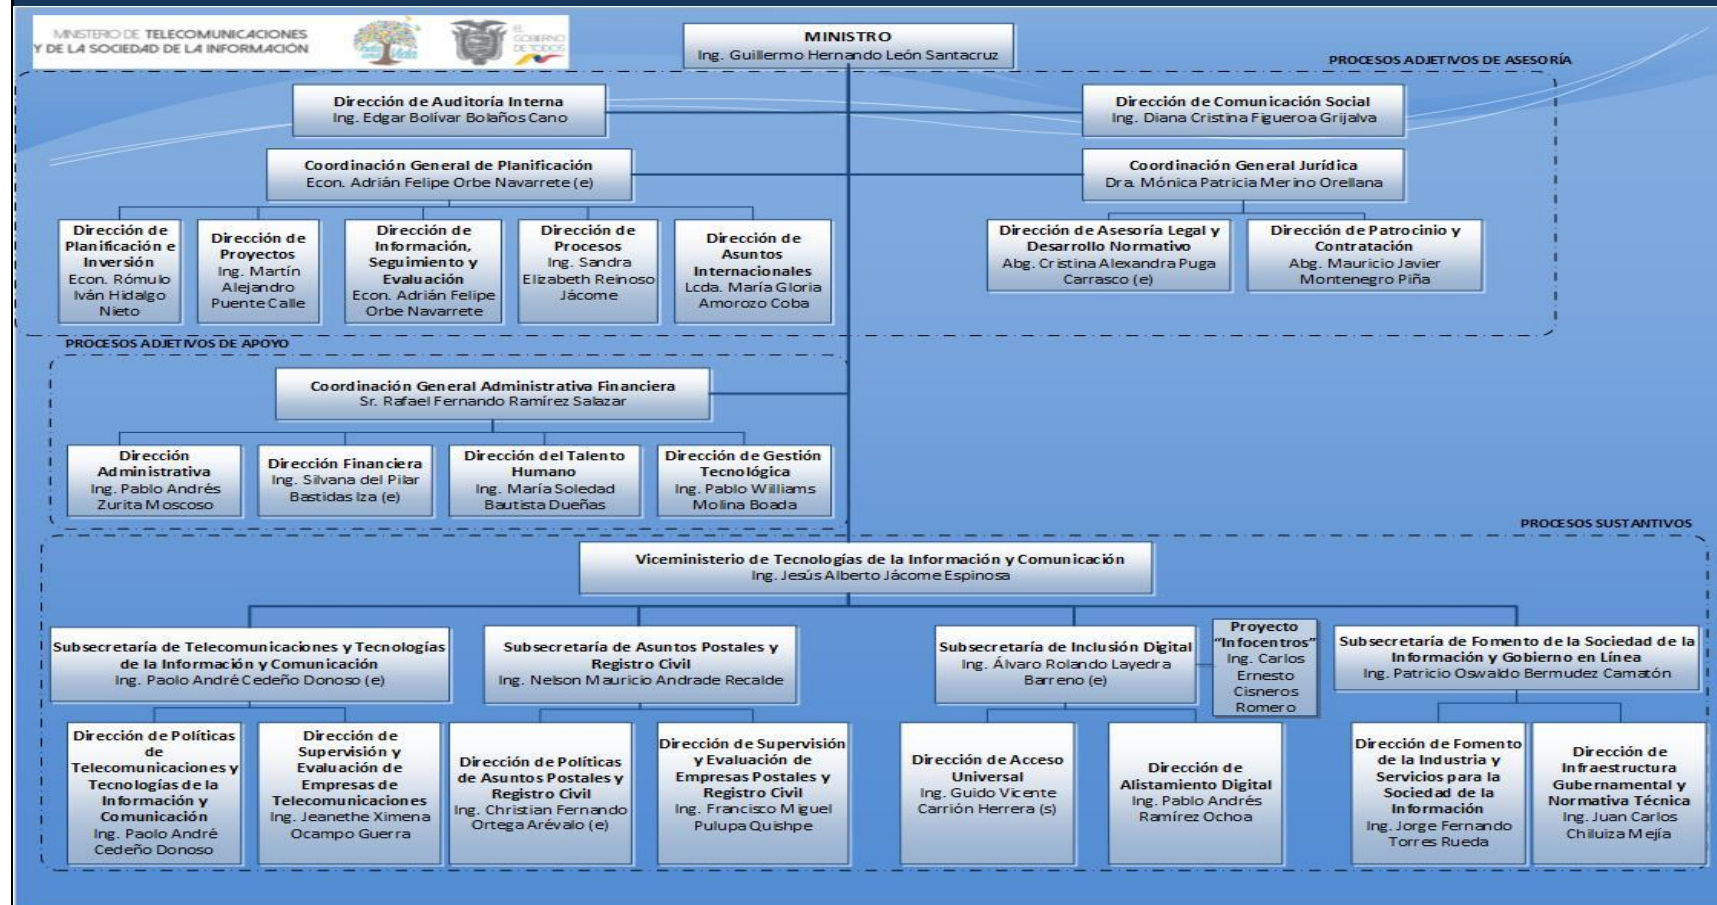 MINISTERIO DE TELECOMUNICACIONES
Y DE LA SOCIEDAD DE LA INFORMACIÓN
EL
GOBIERNO
DE TODOS
MINISTRO
Ing. Guillermo Hernando León Santacruz
PROCESOS ADJETIVOS DE ASESORÍA
Dirección de Auditoría Interna
Ing. Edgar Bolívar Bolaños Cano
Dirección de Comunicación Social
Ing. Diana Cristina Figueroa Grijalva
Coordinación General de Planificación
Econ. Adrián Felipe Orbe Navarrete (e)
Coordinación General Jurídica
Dra. Mónica Patricia Merino Orellana
Dirección de
Planificación e
Inversión
Econ. Rómulo
Iván Hidalgo
Nieto
Dirección de
Proyectos
Ing. Martín
Alejandro
Puente Calle
Dirección de
Información,
Seguimiento y
Evaluación
Econ. Adrián Felipe
Orbe Navarrete
Dirección de
Procesos
Ing. Sandra
Elizabeth Reinoso
Jácome
Dirección de
Asuntos
Internacionales
Lcda. María Gloria
Amorozo Coba
Dirección de Asesoría Legal y
Desarrollo Normativo
Abg. Cristina Alexandra Puga
Carrasco (e)
Dirección de Patrocinio y
Contratación
Abg. Mauricio Javier
Montenegro Piña
PROCESOS ADJETIVOS DE APOYO
Coordinación General Administrativa Financiera
Sr. Rafael Fernando Ramírez Salazar
Dirección
Administrativa
Ing. Pablo Andrés
Zurita Moscoso
Dirección Financiera
Ing. Silvana del Pilar
Bastidas Iza (e)
Dirección del Talento
Humano
Ing. María Soledad
Bautista Dueñas
Dirección de Gestión
Tecnológica
Ing. Pablo Williams
Molina Boada
PROCESOS SUSTANTIVOS
Viceministerio de Tecnologías de la Información y Comunicación
Ing. Jesús Alberto Jácome Espinosa
Subsecretaría de Telecomunicaciones y Tecnologías
de la Información y Comunicación
Ing. Paolo André Cedeño Donoso (e)
Subsecretaría de Asuntos Postales y
Registro Civil
Ing. Nelson Mauricio Andrade Recalde
Subsecretaría de Inclusión Digital
Ing. Álvaro Rolando Layedra
Barreno (e)
Proyecto
“Infocentros”
Ing. Carlos
Ernesto
Cisneros
Romero
Subsecretaría de Fomento de la Sociedad de la
Información y Gobierno en Línea
Ing. Patricio Oswaldo Bermudez Camatón
Dirección de Políticas
de
Telecomunicaciones y
Tecnologías de la
Información y
Comunicación
Ing. Paolo André
Cedeño Donoso
Dirección de
Supervisión y
Evaluación de
Empresas de
Telecomunicaciones
Ing. Jeanethe Ximena
Ocampo Guerra
Dirección de Políticas
de Asuntos Postales y
Registro Civil
Ing. Christian Fernando
Ortega Arévalo (e)
Dirección de Supervisión
y Evaluación de
Empresas Postales y
Registro Civil
Ing. Francisco Miguel
Pulupa Quishpe
Dirección de Acceso
Universal
Ing. Guido Vicente
Carrión Herrera (s)
Dirección de
Alistamiento Digital
Ing. Pablo Andrés
Ramírez Ochoa
Dirección de Fomento
de la Industria y
Servicios para la
Sociedad de la
Información
Ing. Jorge Fernando
Torres Rueda
Dirección de
Infraestructura
Gubernamental y
Normativa Técnica
Ing. Juan Carlos
Chiluiza Mejía